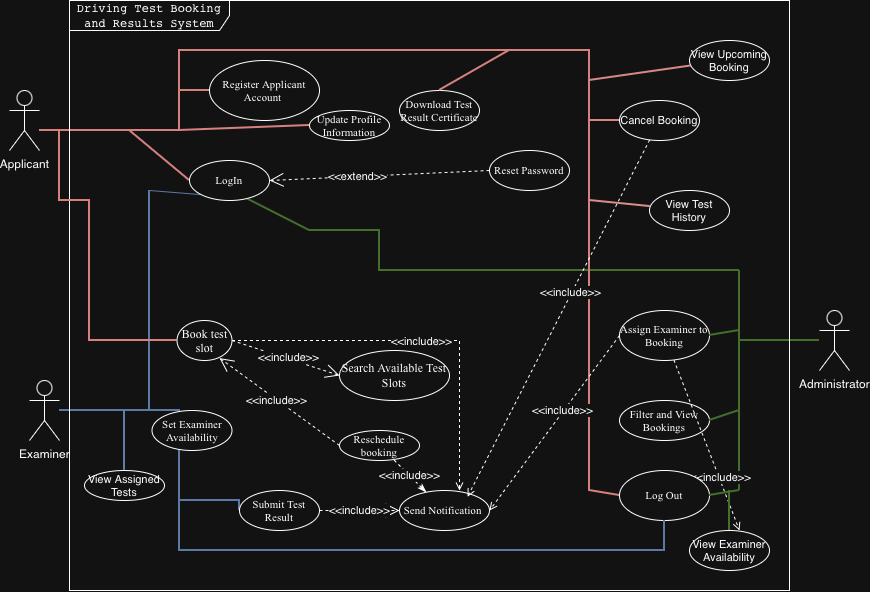 Driving Test Booking
and Results System
View Upcoming
Booking
Register Applicant
Account
Download Test
Result Certificate
Update Profile
Information
Cancel Booking
Applicant
LogIn
<<extend>>
Reset Password
View Test
History
<<include>>
Book test
slot
<<include>>
<<include>>
Search Available Test
Slots
Assign Examiner to
Booking
Administrator
<<include>>
<<include>>
Set Examiner
Availability
Filter and View
Bookings
Examiner
Reschedule
booking
<<include>>
View Assigned
Tests
<<include>>
Log Out
Submit Test
Result
<<include>>
Send Notification
View Examiner
Availability